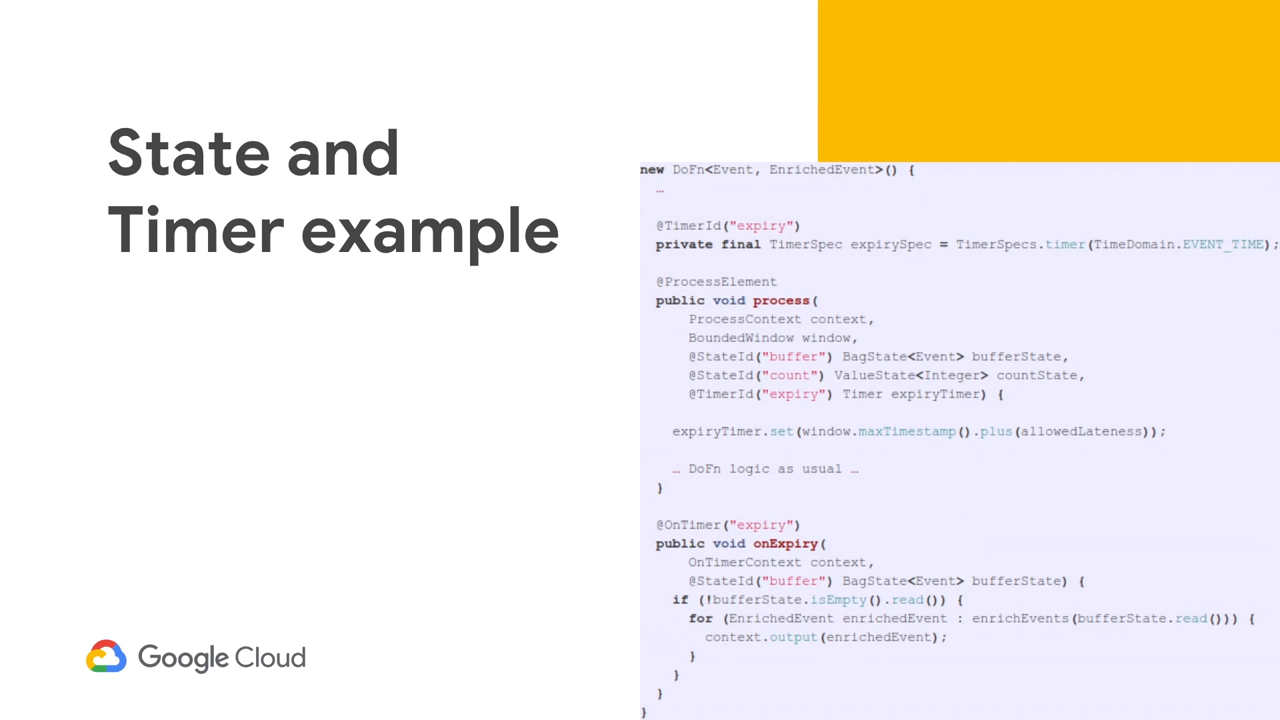 State and
Timer example
new DoFn<Event, EnrichedEvent>() {
…
@TimerId("expiry")
private final TimerSpec expirySpec = TimerSpecs.timer(TimeDomain.EVENT_TIME);
@ProcessElement
public void process(
ProcessContext context,
BoundedWindow window,
@StateId("buffer") BagState<Event> bufferState,
@StateId("count") ValueState<Integer> countState,
@TimerId("expiry") Timer expiryTimer) {
expiryTimer.set(window.maxTimestamp().plus(allowedLateness));
… DoFn logic as usual …
}
@OnTimer("expiry")
public void onExpiry(
OnTimerContext context,
@StateId("buffer") BagState<Event> bufferState) {
if (!bufferState.isEmpty().read()) {
for (EnrichedEvent enrichedEvent : enrichEvents(bufferState.read())) {
context.output(enrichedEvent);
}
}
}
}
Google Cloud